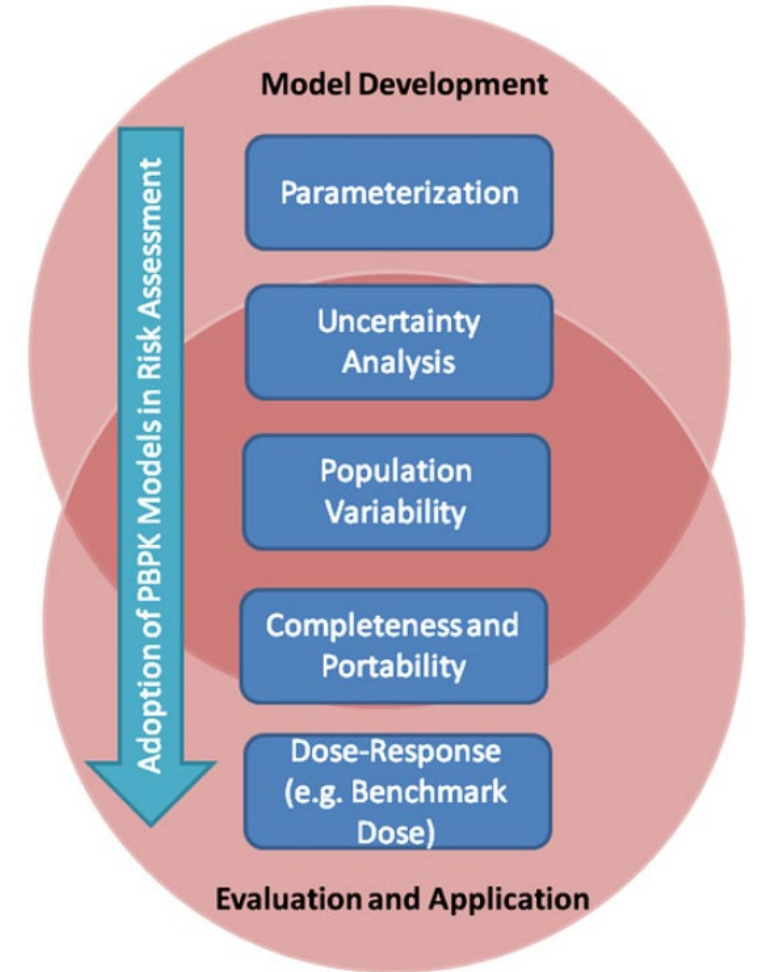 Model Development
Adoption of PBPK Models in Risk Assessment
Parameterization
Uncertainty
Analysis
Population
Variability
Completeness and
Portability
Dose-Response
(e.g. Benchmark
Dose)
Evaluation and Application